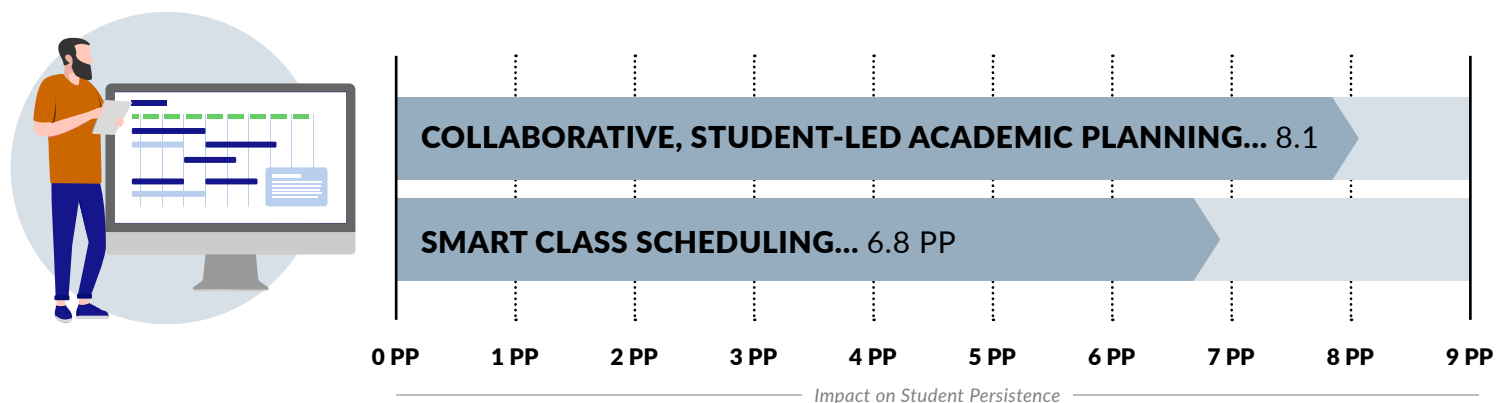 COLLABORATIVE, STUDENT-LED ACADEMIC PLANNING... 8.1
SMART CLASS SCHEDULING... 6.8 PP
0 PP 1 PP 2 PP 3 PP 4 PP 5 PP 6 PP 7 PP 8 PP 9 PP
Impact on Student Persistence